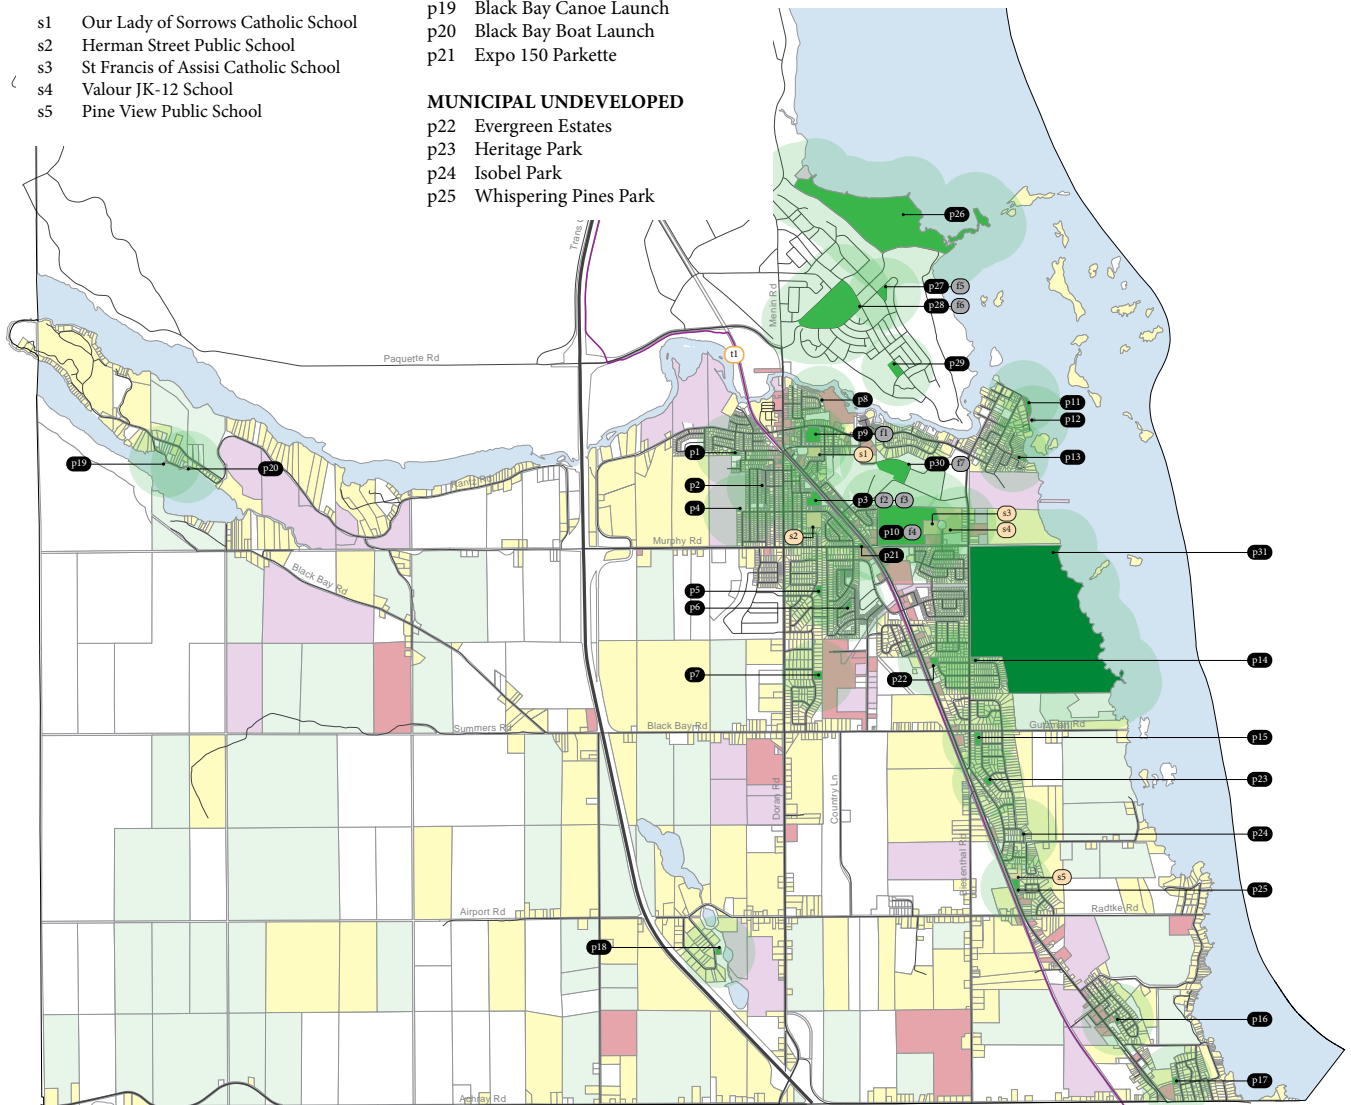 s1 Our Lady of Sorrows Catholic School
s2 Herman Street Public School
s3 St Francis of Assisi Catholic School
s4 Valour JK-12 School
s5 Pine View Public School
p19 Black Bay Canoe Launch
p20 Black Bay Boat Launch
p21 Expo 150 Parkette
MUNICIPAL UNDEVELOPED
p22 Evergreen Estates
p23 Heritage Park
p24 Isobel Park
p25 Whispering Pines Park
p26
Trans
p27 f5
Menin Rd
p28 f6
t1
Paquette Rd
p29
p8
p11
p12
p9 f1
p1
s1
p13
p19
p20
p30 f7
p2
p3 f2 f3
p4
s3
s4
p10 f4
s2
Murphy Rd
p21
p31
Black Bay Rd
p5
p6
p14
p7
p22
Summers Rd
Black Bay Rd
p15
p23
Doran Rd
Country Ln
p24
s5
p25
Airport Rd
Radtke Rd
p18
p16
p17